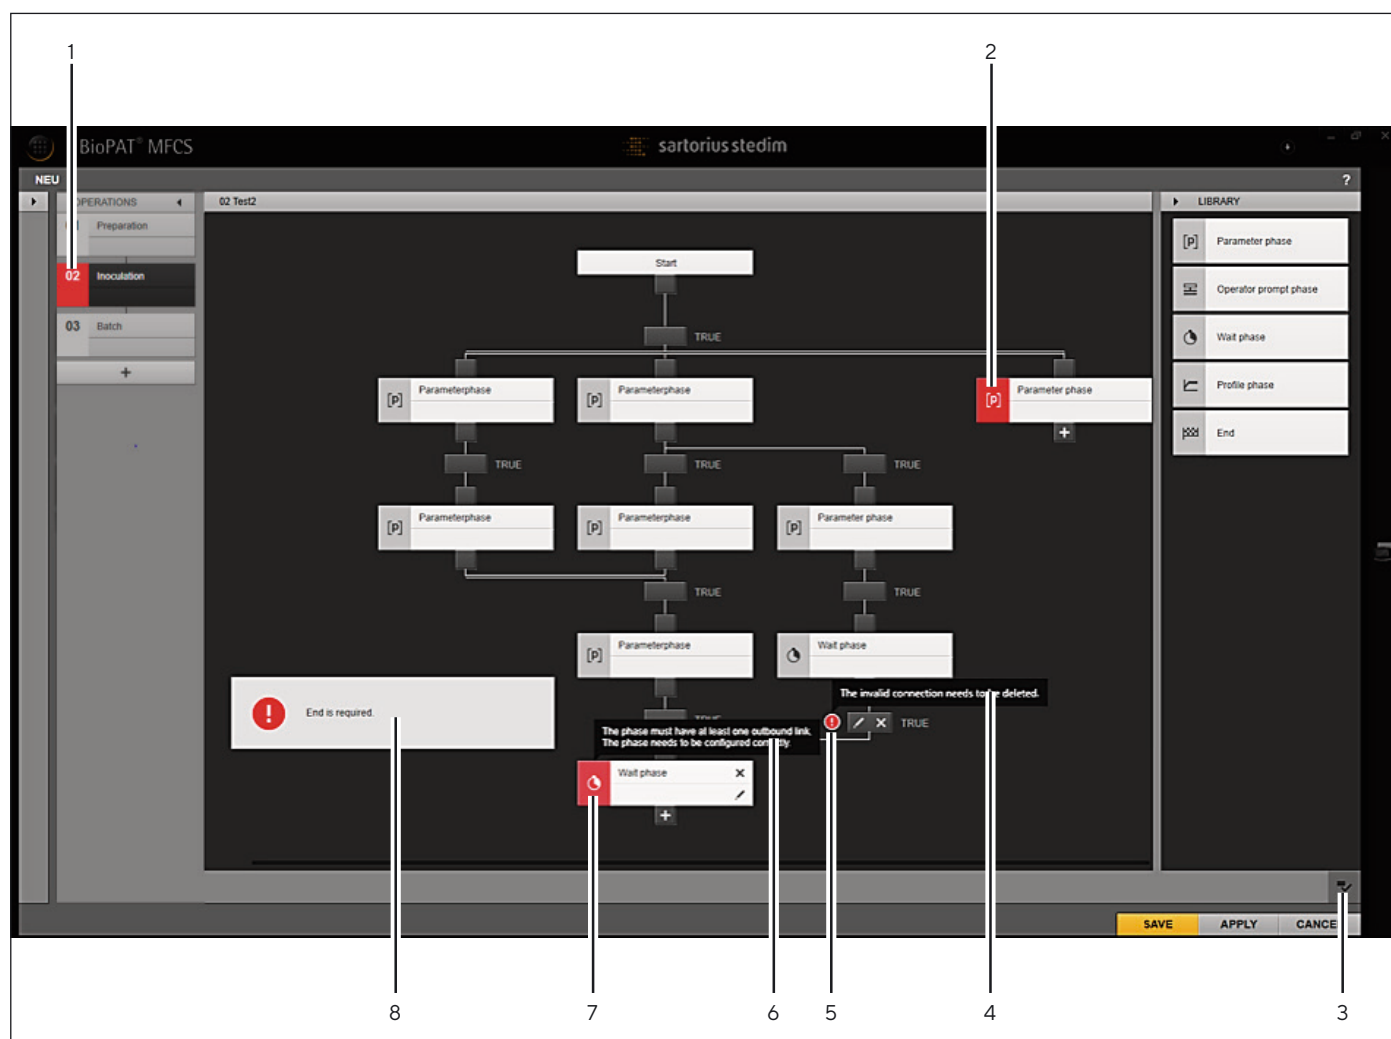 1
2
BioPAT® MFCS
sartorius stedim
NEU
?
OPERATIONS
02 Test2
LIBRARY
Preparation
02
Inoculation
03
Batch
+
Start
TRUE
[p]
Parameterphase
[p]
Parameterphase
[p]
Parameter phase
+
TRUE
TRUE
TRUE
[p]
Parameterphase
[p]
Parameterphase
[p]
Parameter phase
TRUE
TRUE
[p]
Parameterphase
Wait phase
! End is required.
The invalid connection needs to be deleted.
! TRUE
TRUE
The phase must have at least one outbound link.
The phase needs to be configured correctly.
Wait phase
+
[p] Parameter phase
Operator prompt phase
Wait phase
Profile phase
End
SAVE
APPLY
CANCEL
8
7
6
5
4
3